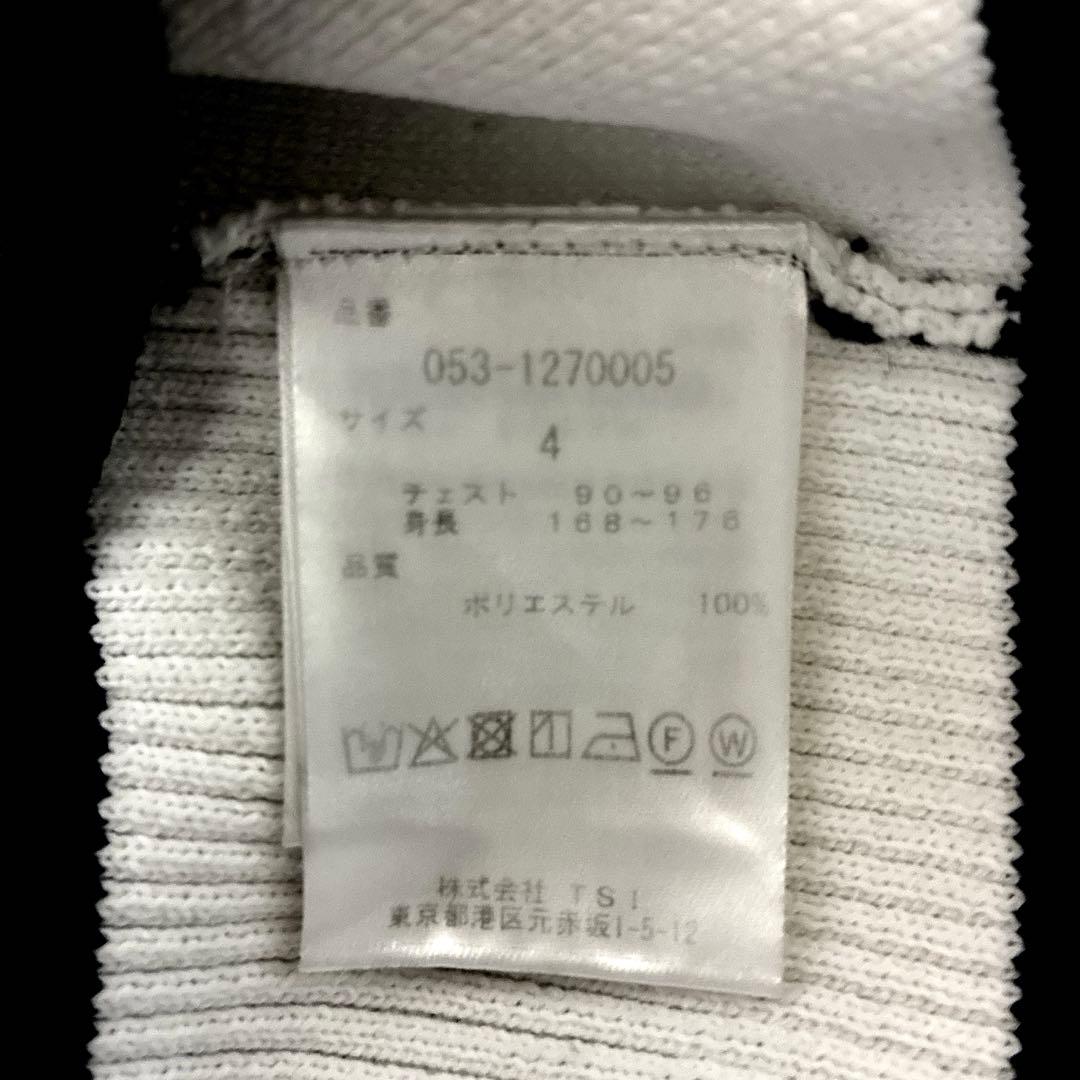 品番
053-1270005
サイズ
4
チェスト 90～96
身長 168～176
品質
ポリエステル 100%
F W
株式会社 TSI
東京都港区元赤坂1-5-12